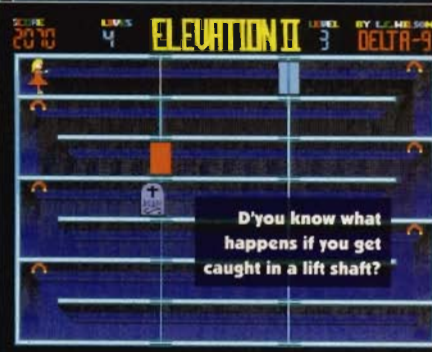 SCORE LIVES ELEVATION II LEVEL BY L.C.WILSON
2070 4 3 DELTA-9
D'you know what
happens if you get
caught in a lift shaft?